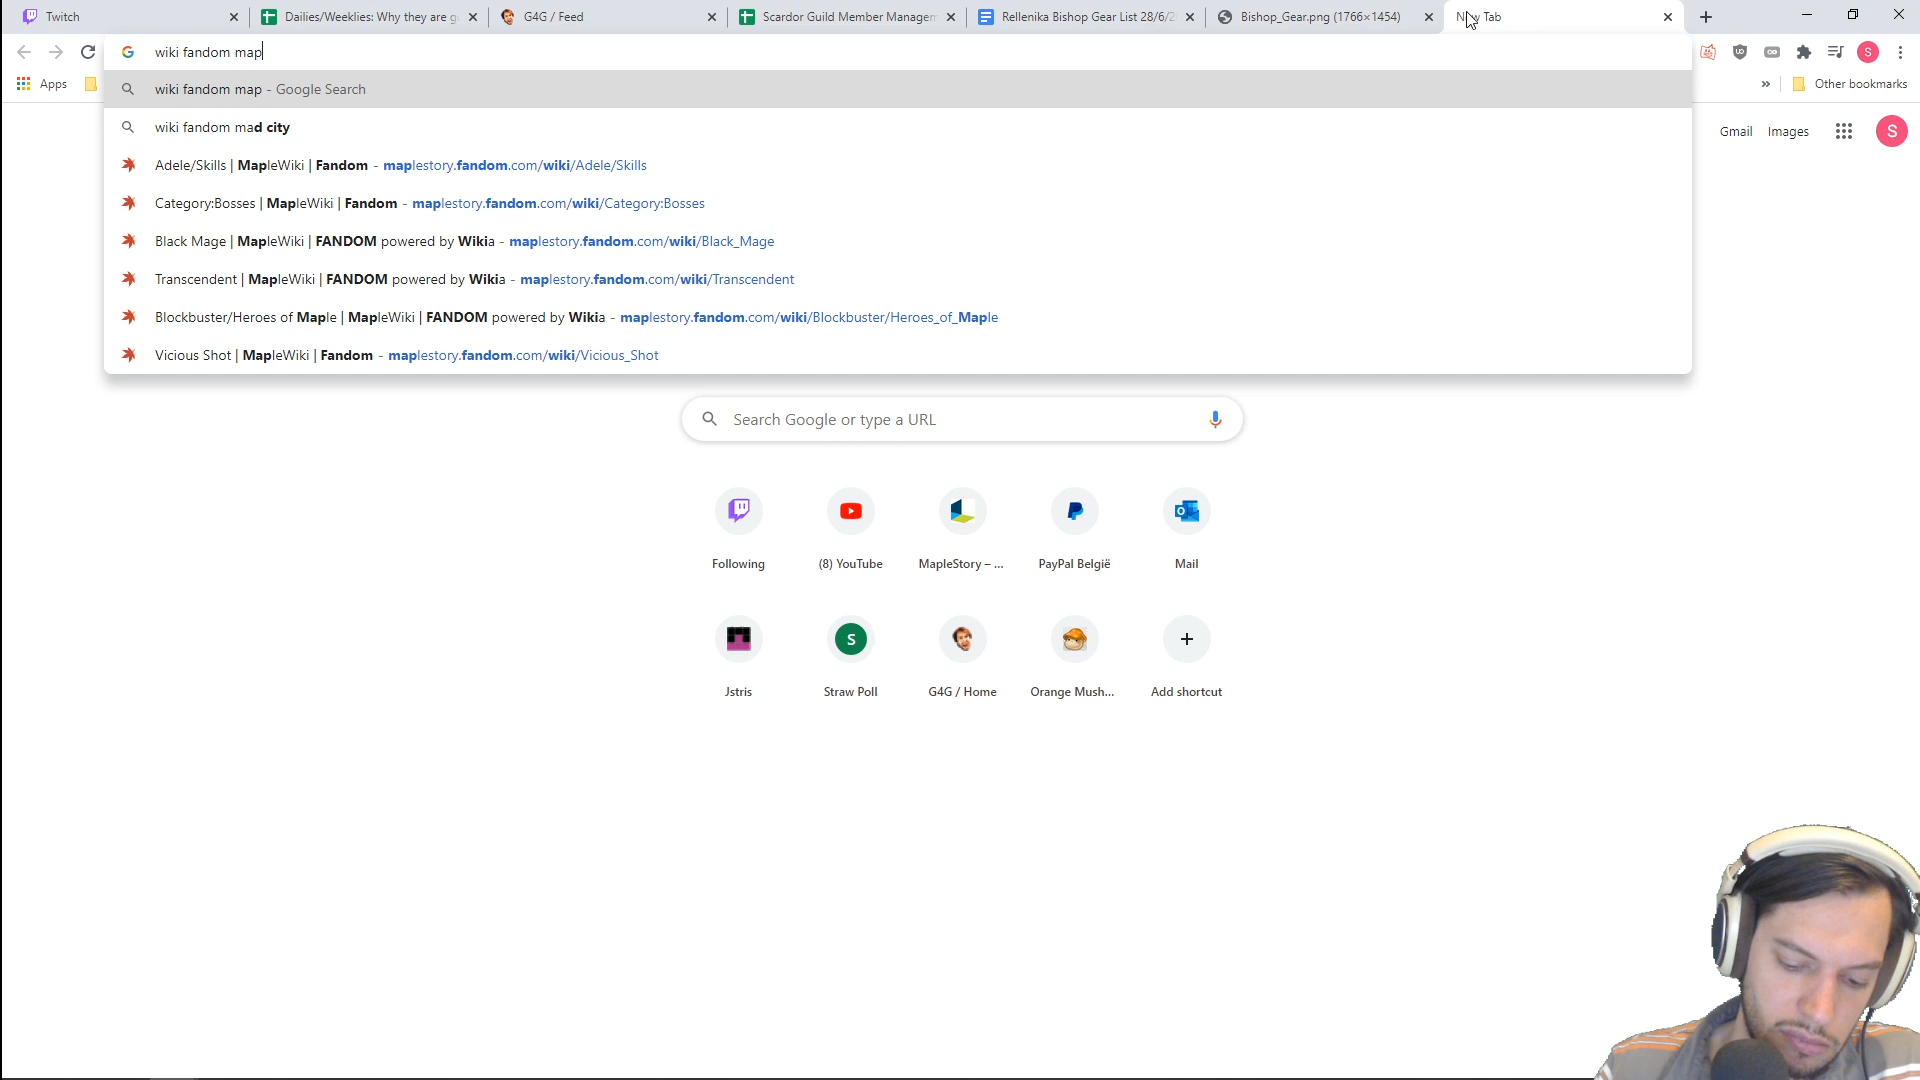 Twitch
Dailies/Weeklies: Why they are g
G4G / Feed
Scardor Guild Member Managem
Rellenika Bishop Gear List 28/6/2
Bishop_Gear.png (1766×1454)
Tab
wiki fandom map
Apps
Other bookmarks
wiki fandom map - Google Search
wiki fandom mad city
Adele/Skills | MapleWiki | Fandom - maplestory.fandom.com/wiki/Adele/Skills
Category:Bosses | MapleWiki | Fandom - maplestory.fandom.com/wiki/Category:Bosses
Black Mage | MapleWiki | FANDOM powered by Wikia - maplestory.fandom.com/wiki/Black_Mage
Transcendent | MapleWiki | FANDOM powered by Wikia - maplestory.fandom.com/wiki/Transcendent
Blockbuster/Heroes of Maple | MapleWiki | FANDOM powered by Wikia - maplestory.fandom.com/wiki/Blockbuster/Heroes_of_Maple
Vicious Shot | MapleWiki | Fandom - maplestory.fandom.com/wiki/Vicious_Shot
Gmail Images S
Search Google or type a URL
Following (8) YouTube MapleStory – ... PayPal België Mail
S
Jstris Straw Poll G4G / Home Orange Mush... Add shortcut